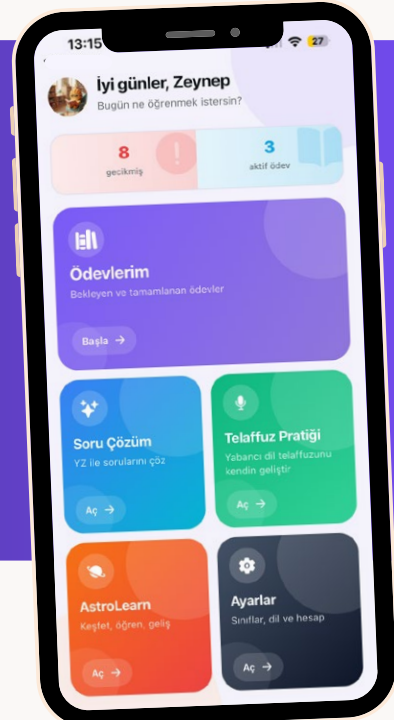 13:15
27
İyi günler, Zeynep
Bugün ne öğrenmek istersin?
8
gecikmiş
3
aktif ödev
Ödevlerim
Bekleyen ve tamamlanan ödevler
Başla →
Soru Çözüm
YZ ile sorularını çöz
Aç →
Telaffuz Pratiği
Yabancı dil telaffuzunu
kendin geliştir
Aç →
AstroLearn
Keşfet, öğren, geliş
Aç →
Ayarlar
Sınıflar, dil ve hesap
Aç →